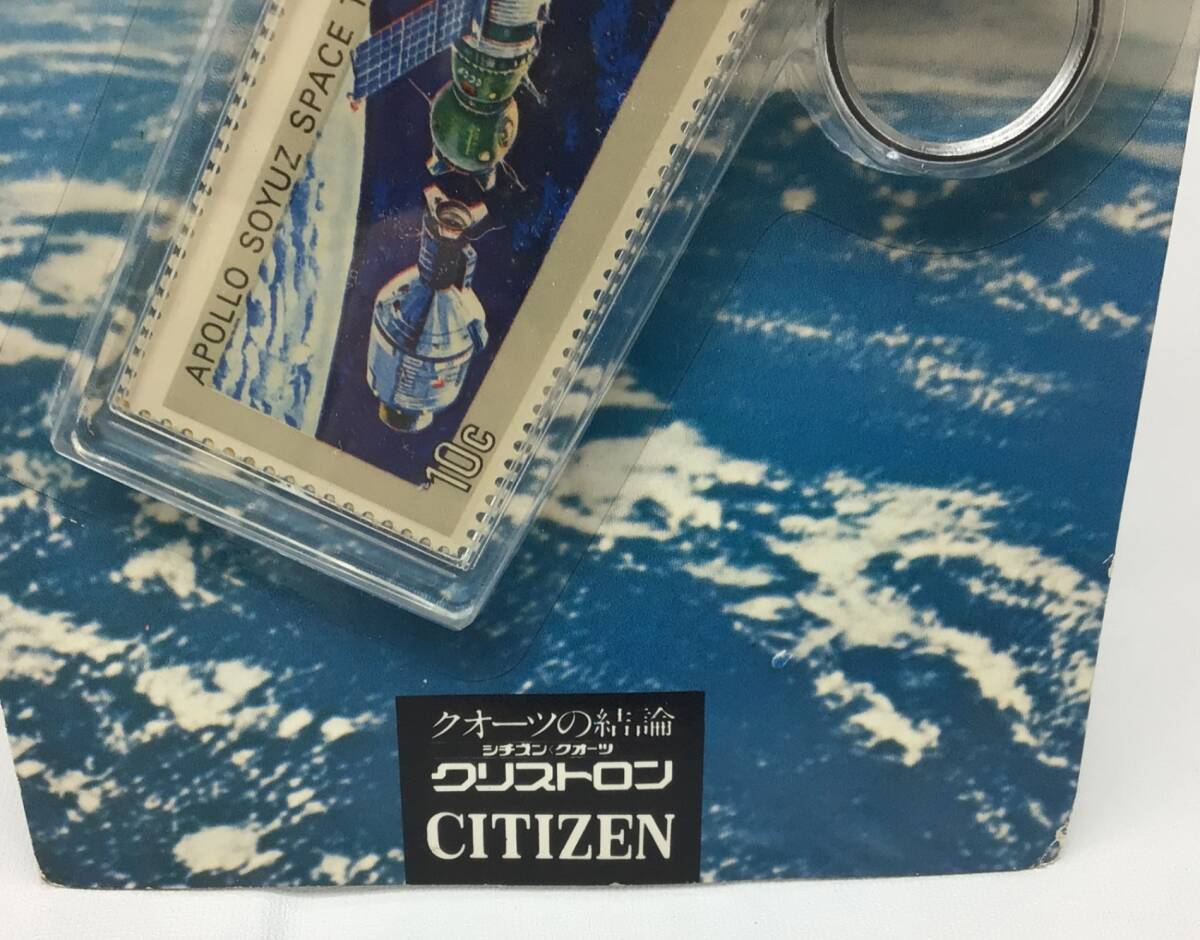 APOLLO SOYUZ SPACE T
10c
クオーツの結論
シチズン クオーツ
クリストロン
CITIZEN